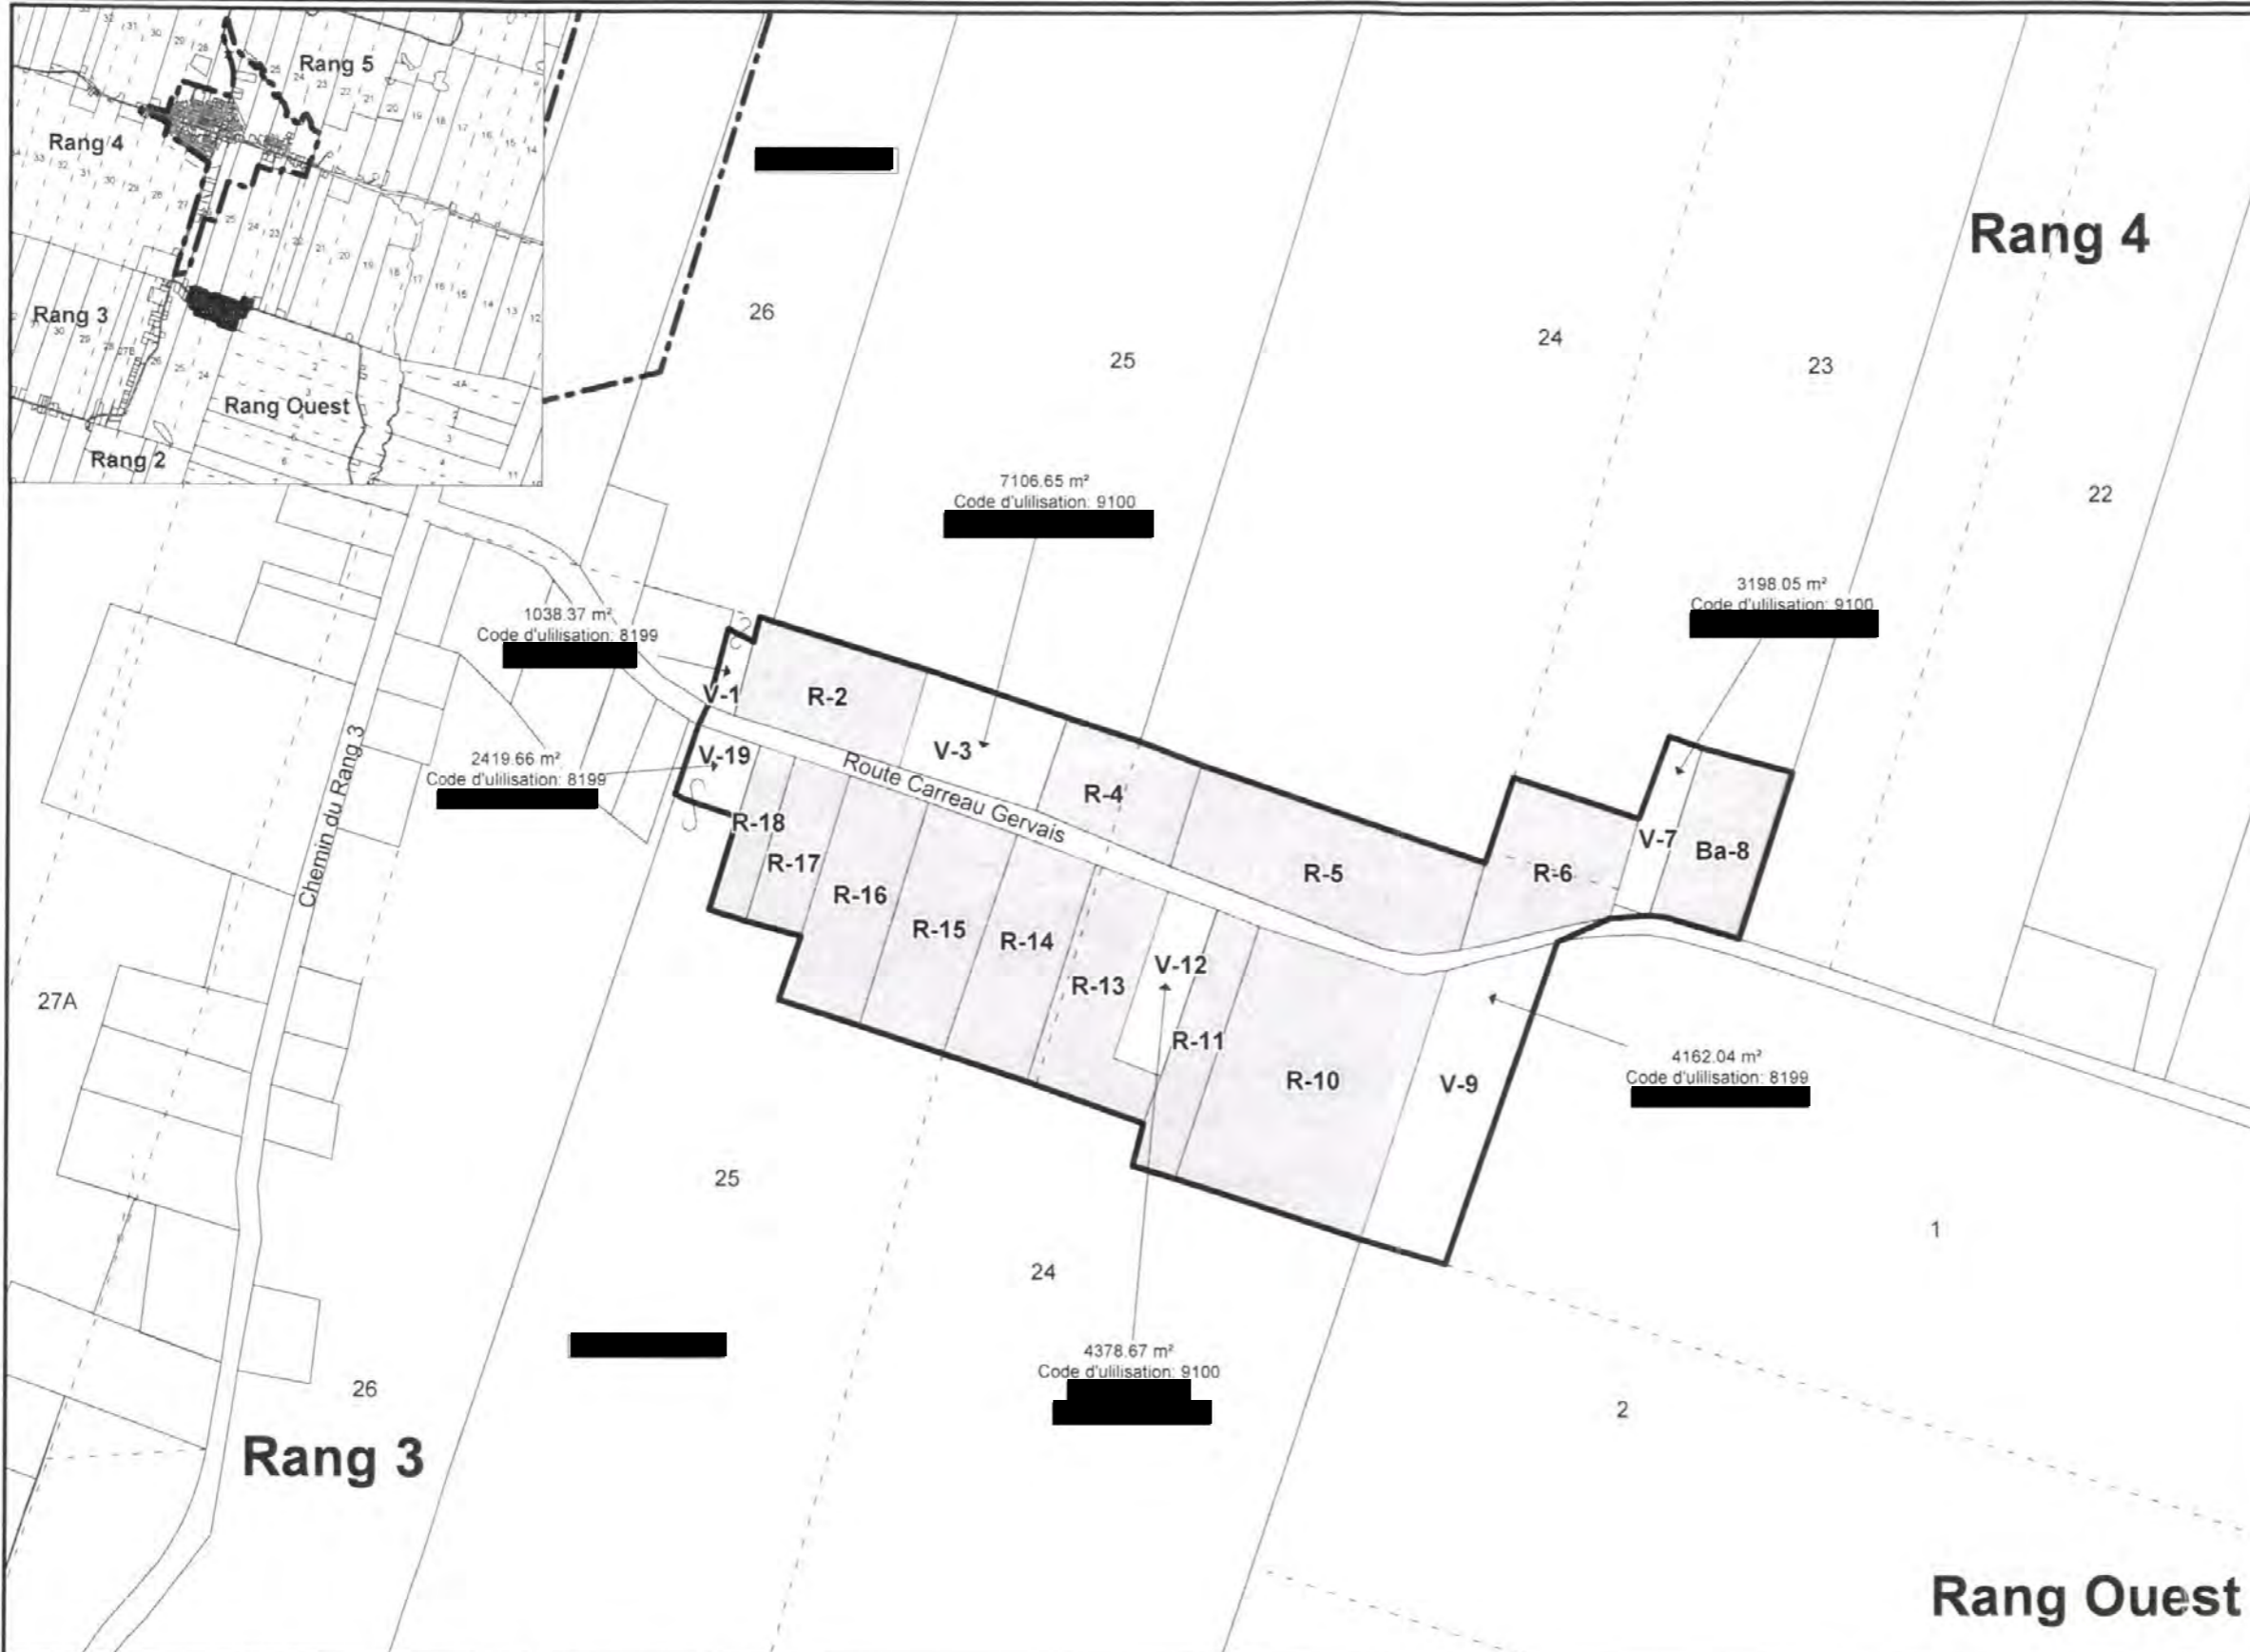 Rang 5
Rang 4
Rang 3
Rang Ouest
Rang 2
Rang 4
26
25
24
23
22
7106.65 m²
Code d'ulilisation: 9100
3198.05 m²
Code d'ulilisation: 9100
1038.37 m²
Code d'ulilisation: 8199
V-1
R-2
V-3
2419.66 m²
Code d'ulilisation: 8199
V-19
Route Carreau Gervais
R-4
R-5
R-6
V-7
Ba-8
R-18
R-17
R-16
R-15
R-14
R-13
V-12
R-11
R-10
V-9
Chemin du Rang 3
27A
4162.04 m²
Code d'ulilisation: 8199
25
24
1
4378.67 m²
Code d'ulilisation: 9100
26
2
Rang 3
Rang Ouest